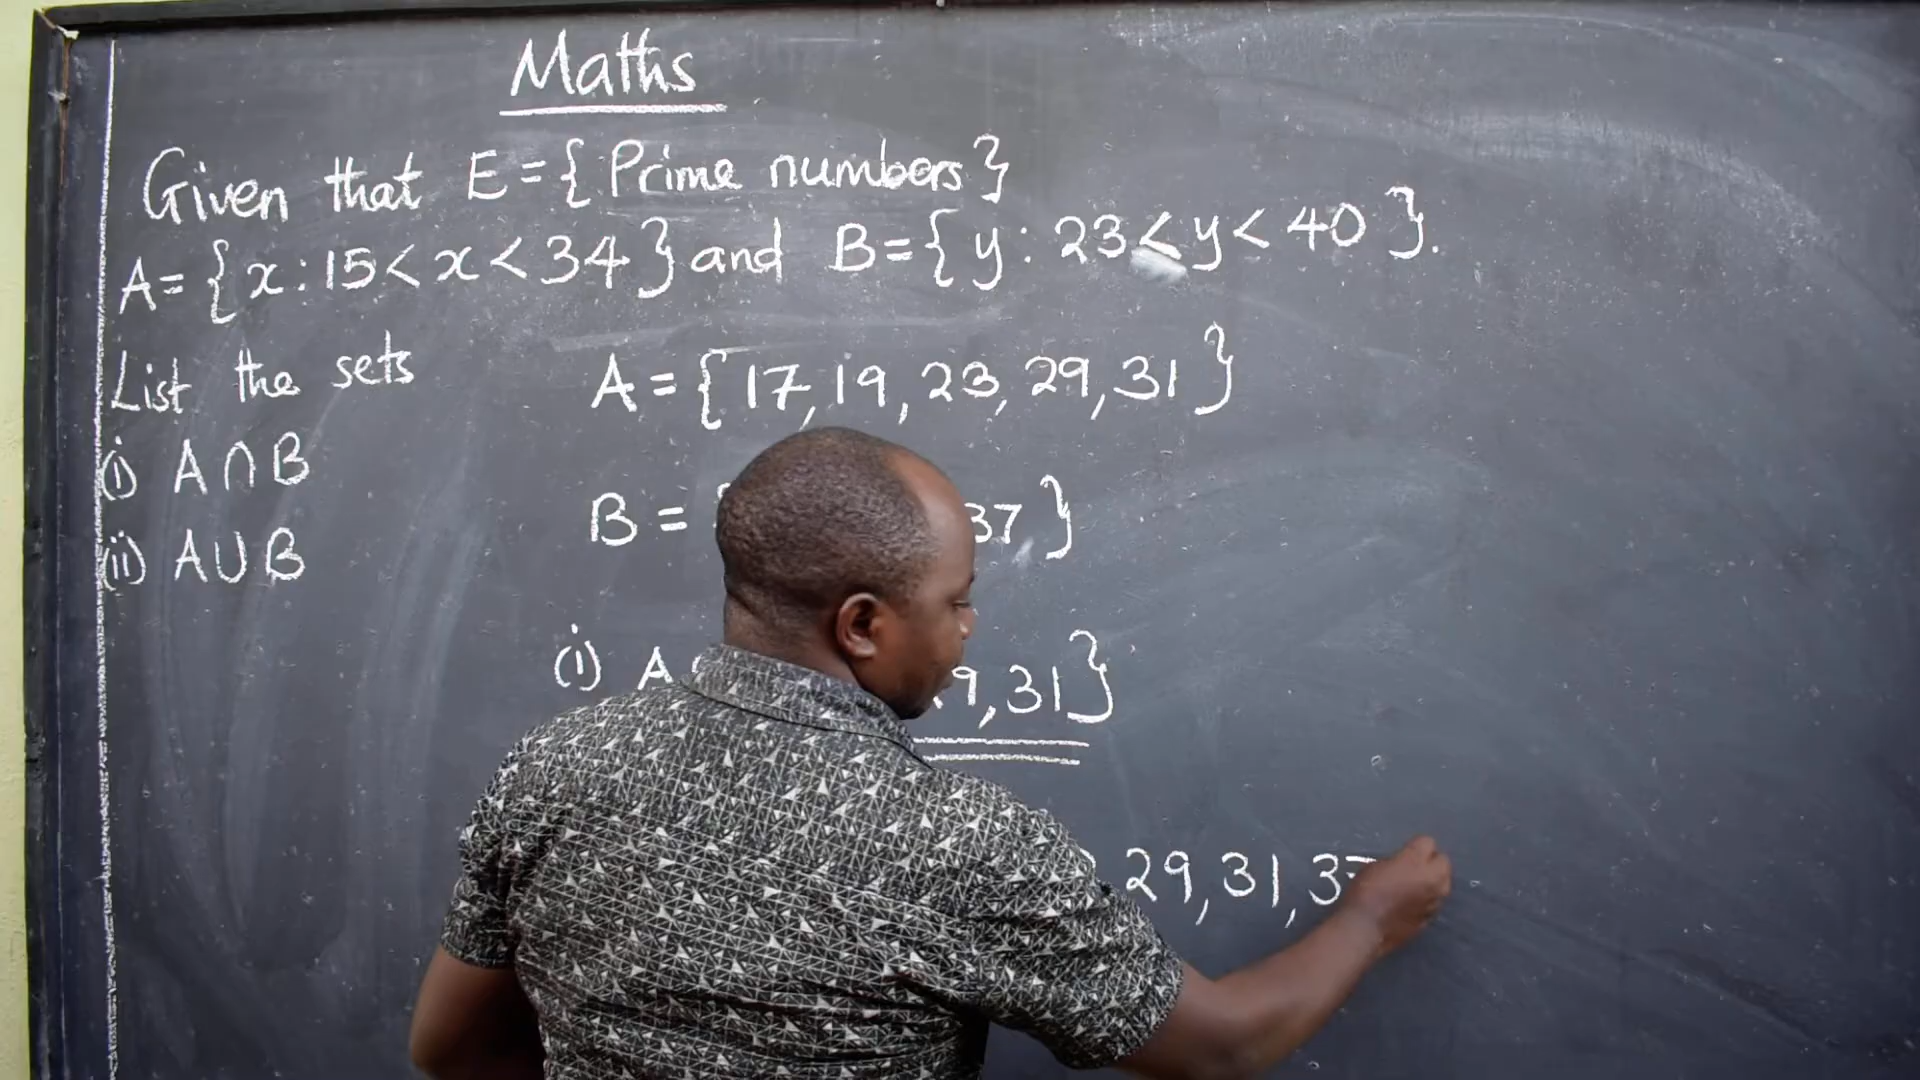 Maths
Given that E={Prime numbers}
A={x:15<x<34} and B={y: 23<y<40}.
List the sets
(i) A∩B
(ii) A∪B
A={17,19,23,29,31}
B= 37}
(i) A 9,31}
29,31,37